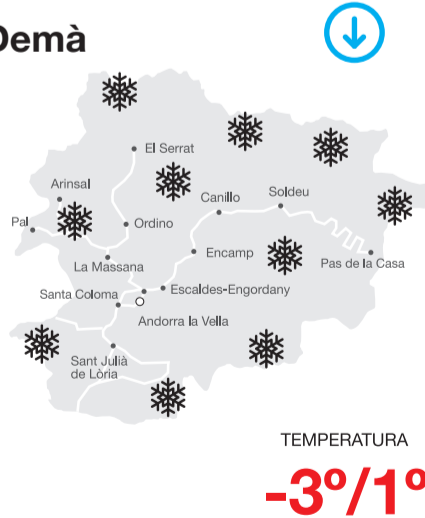 Demà
El Serrat
Arinsal
Canillo
Soldeu
Pal
Ordino
Encamp
La Massana
Pas de la Casa
Santa Coloma
Escaldes-Engordany
Andorra la Vella
Sant Julià
de Lòria
TEMPERATURA
-3º/1º